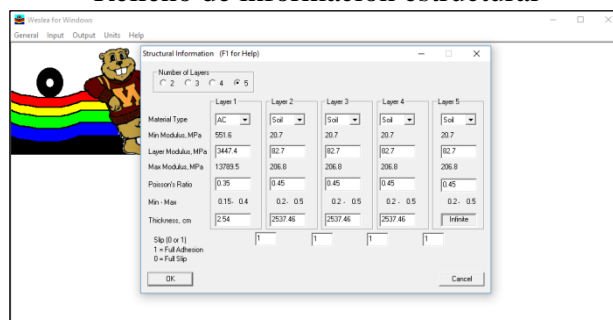 Relleno de información estructural
Weslea for Windows
General Input Output Units Help
Structural Information (F1 for Help)
Number of Layers
2 3 4 5
Layer 1 Layer 2 Layer 3 Layer 4 Layer 5
Material Type AC Soil Soil Soil Soil
Min Modulus, MPa 551.6 20.7 20.7 20.7 20.7
Layer Modulus, MPa 3447.4 82.7 82.7 82.7 82.7
Max Modulus, MPa 13789.5 206.8 206.8 206.8 206.8
Poisson's Ratio 0.35 0.45 0.45 0.45 0.45
Min - Max 0.15 - 0.4 0.2 - 0.5 0.2 - 0.5 0.2 - 0.5 0.2 - 0.5
Thickness, cm 2.54 2537.46 2537.46 2537.46 Infinite
Slip (0 or 1) 1 1 1 1
1 = Full Adhesion
0 = Full Slip
OK Cancel